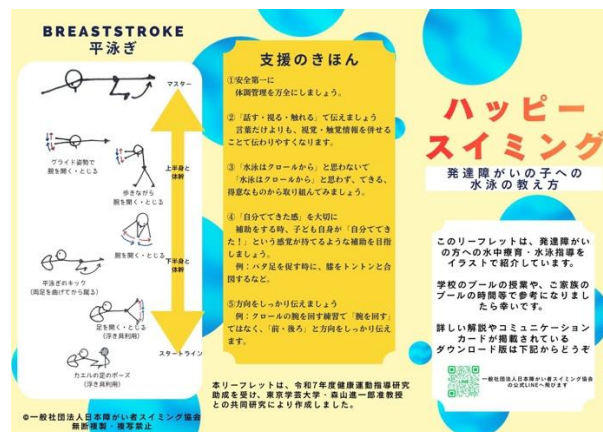 BREASTSTROKE
平泳ぎ
マスター
グライド姿勢で
腕を開く・とじる
歩きながら
腕を開く・とじる
上半身と
体幹
腕を開く・とじる
下半身と
体幹
平泳ぎのキック
(両足を曲げてから蹴る)
足を開く・とじる
(浮き具利用)
スタートライン
カエルの足のポーズ
(浮き具利用)
©一般社団法人日本障がい者スイミング協会
無断複製・複写禁止
支援のきほん
①安全第一に
体調管理を万全にしましょう。
②「話す・視る・触れる」で伝えましょう
言葉だけよりも、視覚・触覚情報を併せる
ことで伝わりやすくなります。
③「水泳はクロールから」と思わないで
「水泳はクロールから」と思わず、できる、
得意なものから取り組んでみましょう。
④「自分でできた感」を大切に
補助をする時、子ども自身が「自分ででき
た!」という感覚が持てるような補助を目指
しましょう。
例:バタ足を促す時に、膝をトントンと合
図するなど。
⑤方向をしっかり伝えましょう
例:クロールの腕を回す練習で「腕を回す」
ではなく、「前・後ろ」と方向をしっかり伝え
ます。
本リーフレットは、令和7年度健康運動指導研究
助成を受け、東京学芸大学・森山進一郎准教授
との共同研究により作成しました。
ハッピー
スイミング
発達障がいの子への
水泳の教え方
このリーフレットは、発達障がい
の方への水中療育・水泳指導を
イラストで紹介しています。
学校のプールの授業や、ご家族の
プールの時間等で参考になりまし
たら幸いです。
詳しい解説やコミュニケーション
カードが掲載されている
ダウンロード版は下記からどうぞ
一般社団法人日本障がい者スイミング協会
の公式LINEへ飛びます